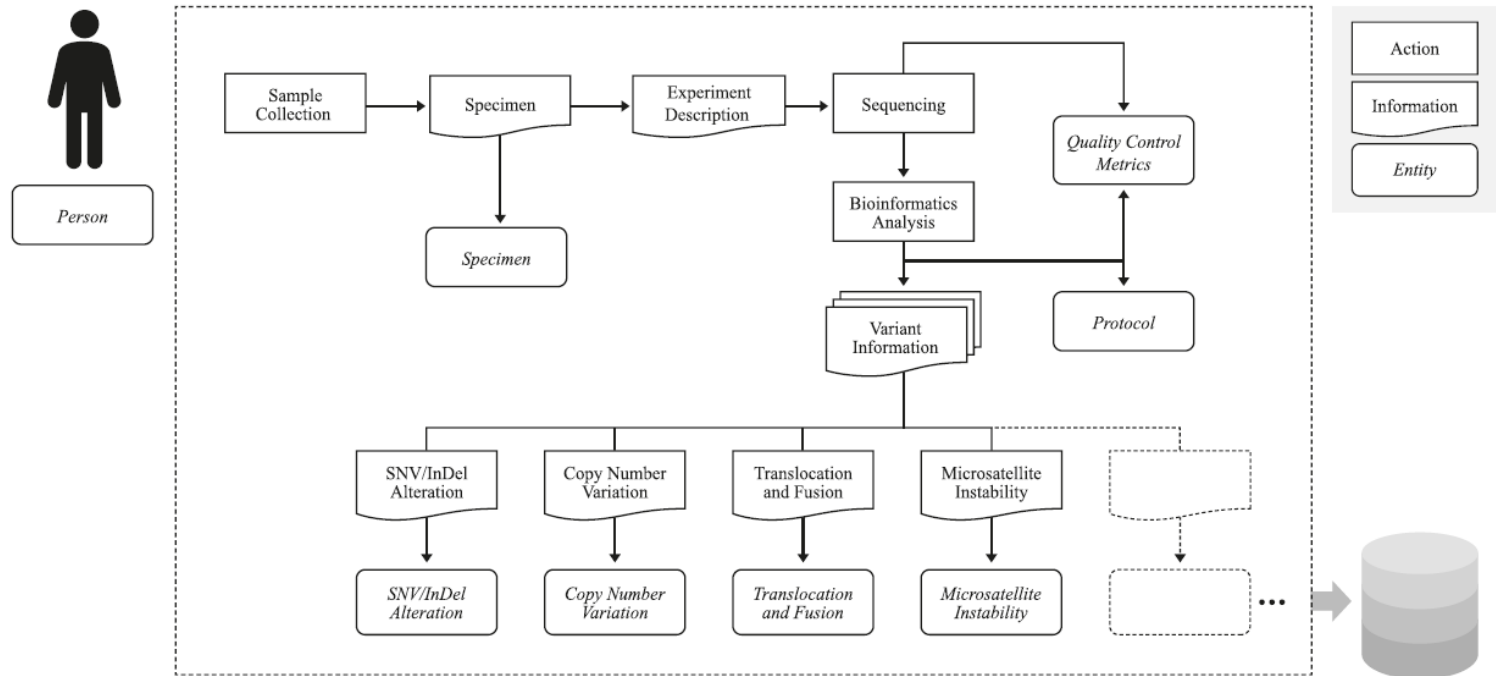 Person
Sample
Collection
Specimen
Experiment
Description
Sequencing
Quality Control
Metrics
Specimen
Bioinformatics
Analysis
Variant
Information
Protocol
SNV/InDel
Alteration
Copy Number
Variation
Translocation
and Fusion
Microsatellite
Instability
SNV/InDel
Alteration
Copy Number
Variation
Translocation
and Fusion
Microsatellite
Instability
...
Action
Information
Entity